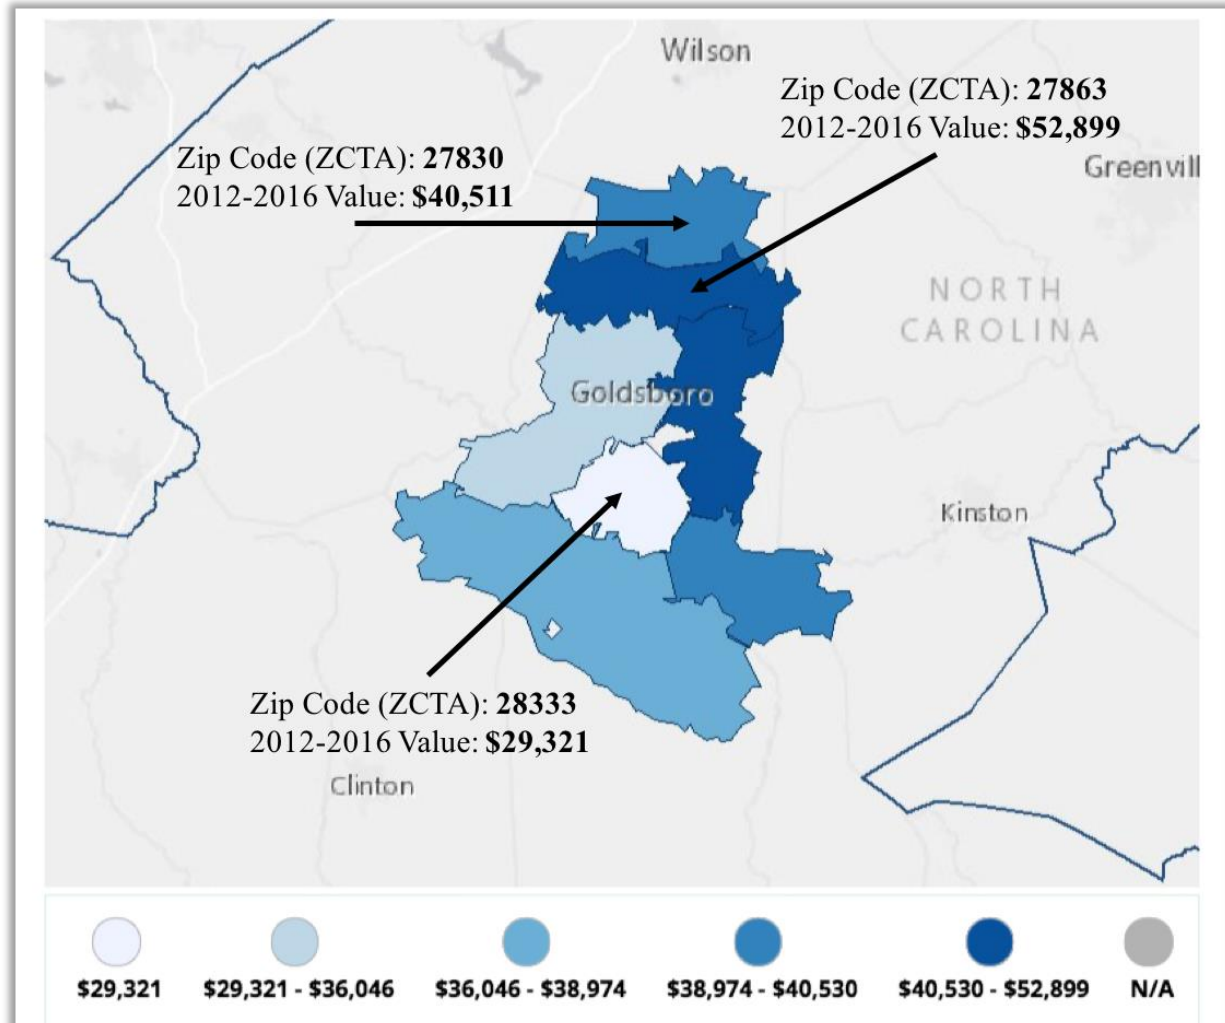 Wilson
Zip Code (ZCTA): 27863
2012-2016 Value: $52,899
Zip Code (ZCTA): 27830
2012-2016 Value: $40,511
Greenvill
NORTH
CAROLINA
Goldsboro
Kinston
Zip Code (ZCTA): 28333
2012-2016 Value: $29,321
Clinton
$29,321
$29,321 - $36,046
$36,046 - $38,974
$38,974 - $40,530
$40,530 - $52,899
N/A